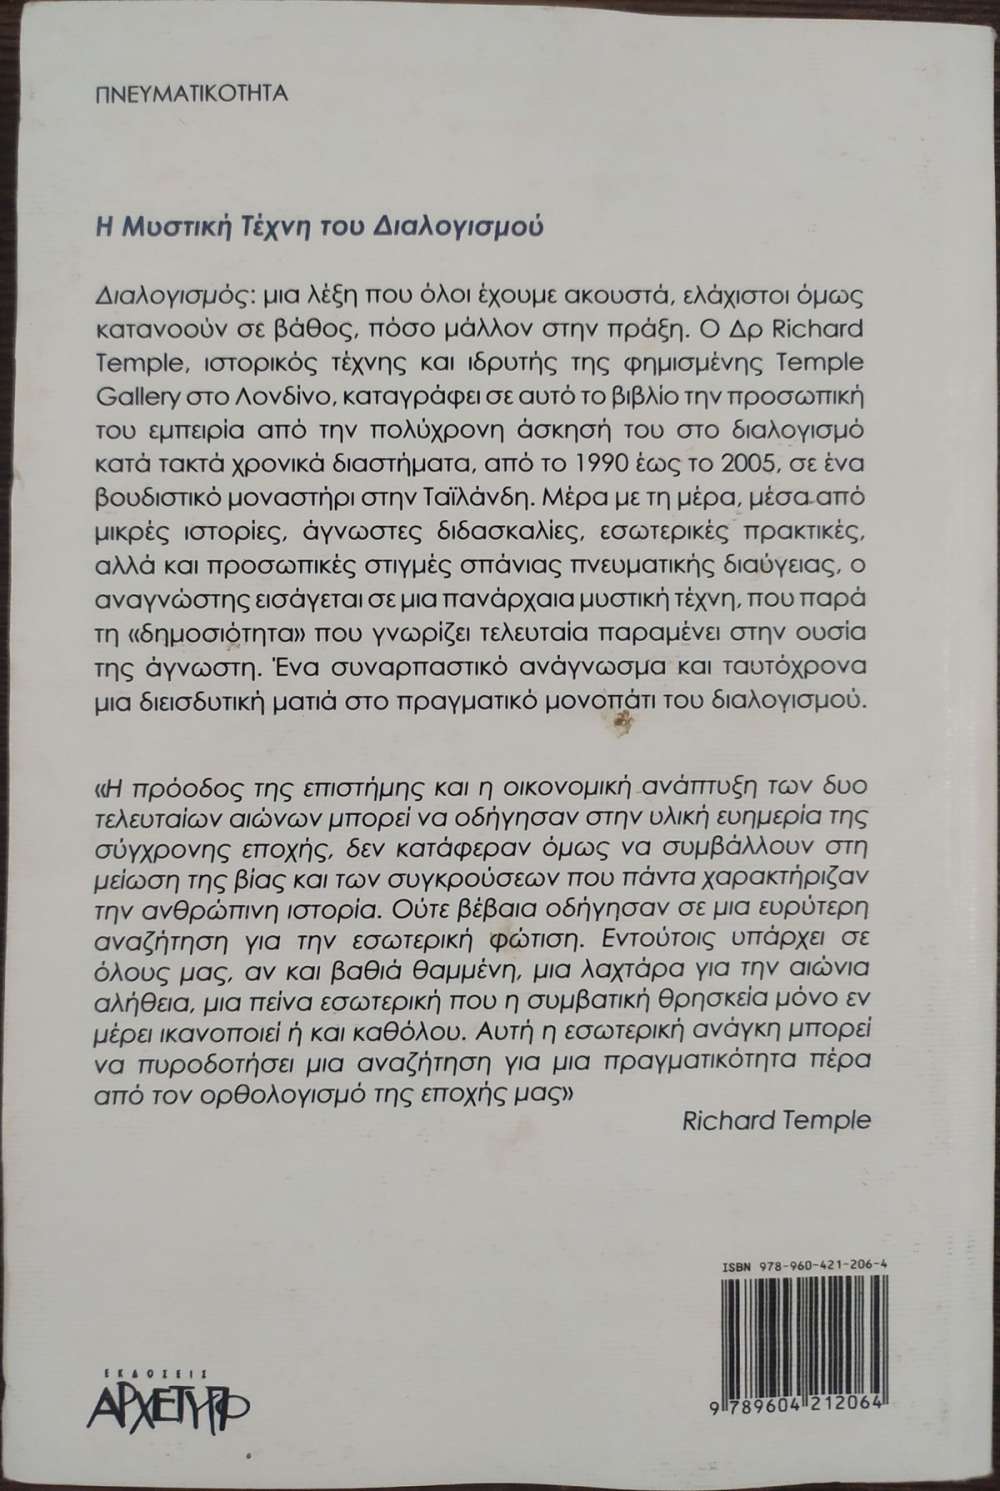 ΠΝΕΥΜΑΤΙΚΟΤΗΤΑ
Η Μυστική Τέχνη του Διαλογισμού
Διαλογισμός: μια λέξη που όλοι έχουμε ακουστά, ελάχιστοι όμως
κατανοούν σε βάθος, πόσο μάλλον στην πράξη. Ο Δρ Richard
Temple, ιστορικός τέχνης και ιδρυτής της φημισμένης Temple
Gallery στο Λονδίνο, καταγράφει σε αυτό το βιβλίο την προσωπική
του εμπειρία από την πολύχρονη άσκησή του στο διαλογισμό
κατά τακτά χρονικά διαστήματα, από το 1990 έως το 2005, σε ένα
βουδιστικό μοναστήρι στην Ταϊλάνδη. Μέρα με τη μέρα, μέσα από
μικρές ιστορίες, άγνωστες διδασκαλίες, εσωτερικές πρακτικές,
αλλά και προσωπικές στιγμές σπάνιας πνευματικής διαύγειας, ο
αναγνώστης εισάγεται σε μια πανάρχαια μυστική τέχνη, που παρά
τη «δημοσιότητα» που γνωρίζει τελευταία παραμένει στην ουσία
της άγνωστη. Ένα συναρπαστικό ανάγνωσμα και ταυτόχρονα
μια διεισδυτική ματιά στο πραγματικό μονοπάτι του διαλογισμού.
«Η πρόοδος της επιστήμης και η οικονομική ανάπτυξη των δυο
τελευταίων αιώνων μπορεί να οδήγησαν στην υλική ευημερία της
σύγχρονης εποχής, δεν κατάφεραν όμως να συμβάλλουν στη
μείωση της βίας και των συγκρούσεων που πάντα χαρακτήριζαν
την ανθρώπινη ιστορία. Ούτε βέβαια οδήγησαν σε μια ευρύτερη
αναζήτηση για την εσωτερική φώτιση. Εντούτοις υπάρχει σε
όλους μας, αν και βαθιά θαμμένη, μια λαχτάρα για την αιώνια
αλήθεια, μια πείνα εσωτερική που η συμβατική θρησκεία μόνο εν
μέρει ικανοποιεί ή και καθόλου. Αυτή η εσωτερική ανάγκη μπορεί
να πυροδοτήσει μια αναζήτηση για μια πραγματικότητα πέρα
από τον ορθολογισμό της εποχής μας»
Richard Temple
ISBN 978-960-421-206-4
9 789604 212064
ΕΚΔΟΣΕΙΣ
ΑΡΧΕΤΥΠΟ